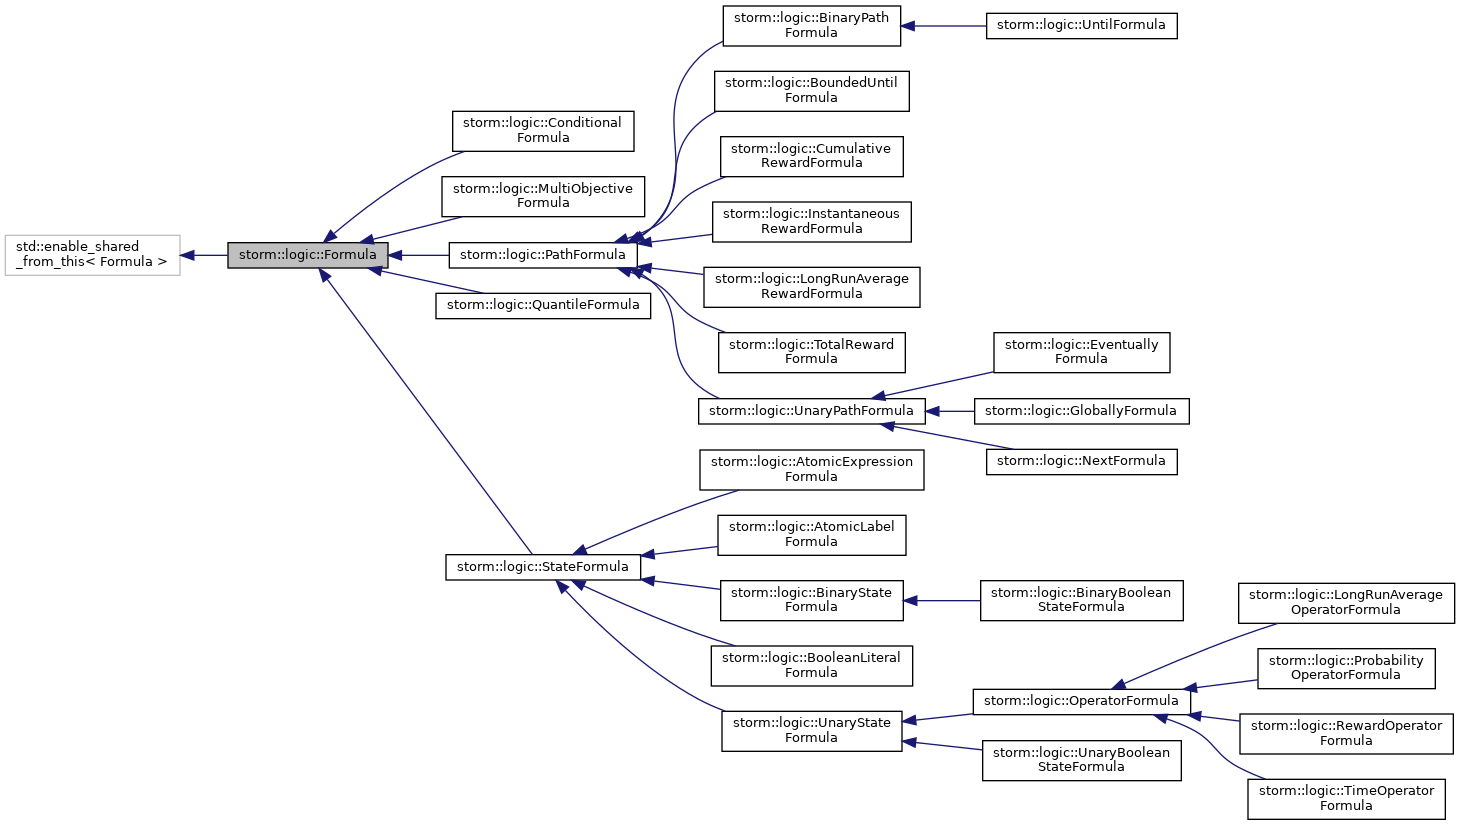 std::enable_shared
_from_this< Formula >
storm::logic::Formula
storm::logic::Conditional
Formula
storm::logic::MultiObjective
Formula
storm::logic::PathFormula
storm::logic::QuantileFormula
storm::logic::StateFormula
storm::logic::BinaryPath
Formula
storm::logic::BoundedUntil
Formula
storm::logic::Cumulative
RewardFormula
storm::logic::Instantaneous
RewardFormula
storm::logic::LongRunAverage
RewardFormula
storm::logic::TotalReward
Formula
storm::logic::UnaryPathFormula
storm::logic::AtomicExpression
Formula
storm::logic::AtomicLabel
Formula
storm::logic::BinaryState
Formula
storm::logic::BooleanLiteral
Formula
storm::logic::UnaryState
Formula
storm::logic::UntilFormula
storm::logic::Eventually
Formula
storm::logic::GloballyFormula
storm::logic::NextFormula
storm::logic::BinaryBoolean
StateFormula
storm::logic::OperatorFormula
storm::logic::UnaryBoolean
StateFormula
storm::logic::LongRunAverage
OperatorFormula
storm::logic::Probability
OperatorFormula
storm::logic::RewardOperator
Formula
storm::logic::TimeOperator
Formula